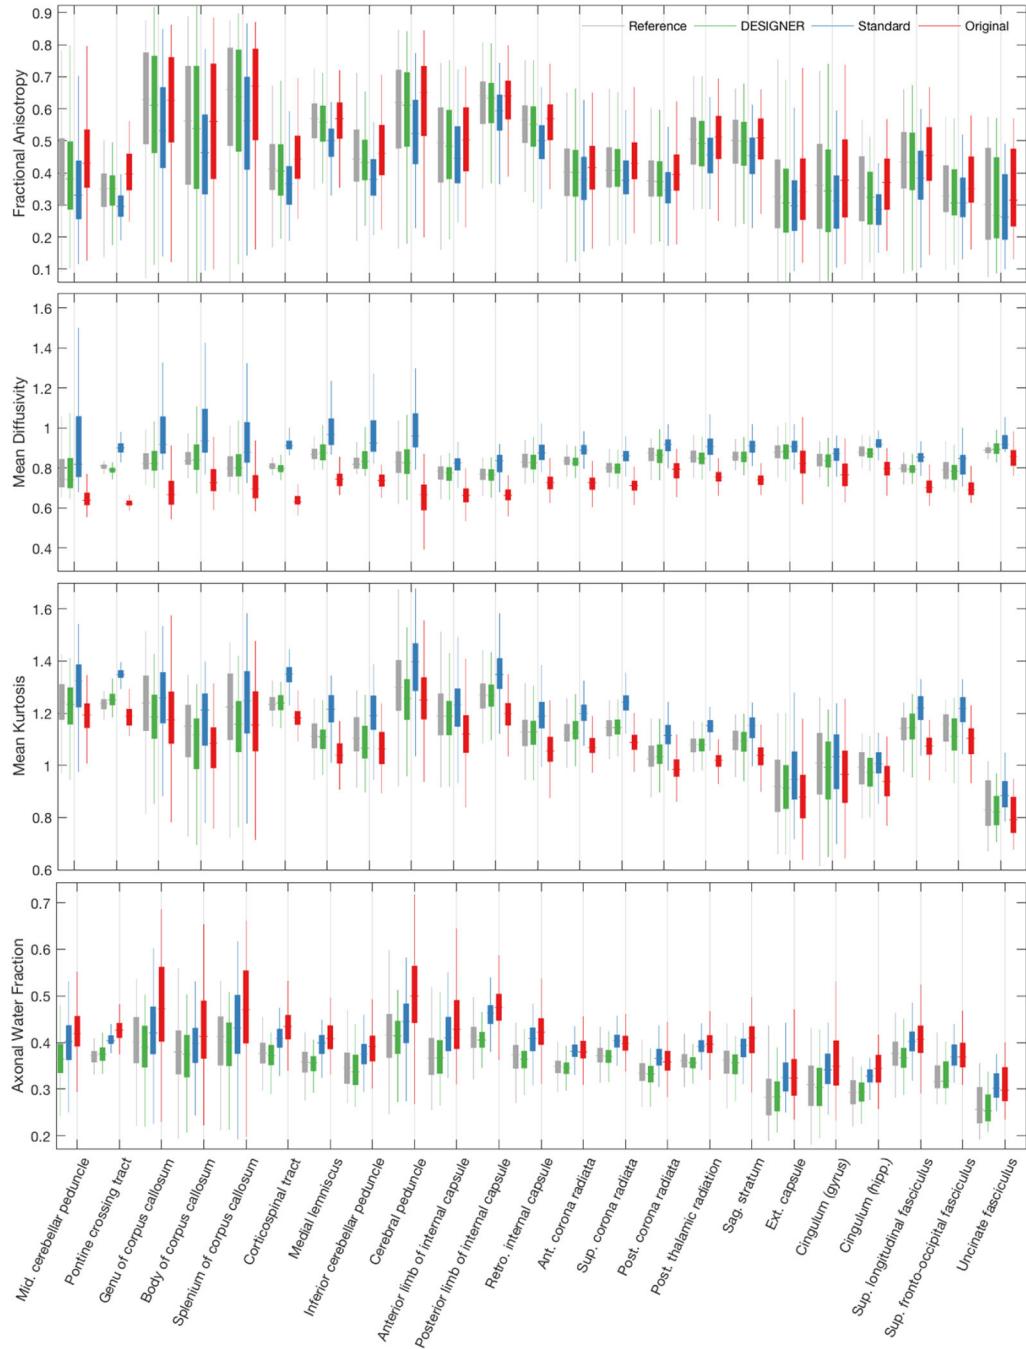 Reference DESIGNER Standard Original
Fractional Anisotropy
0.9
0.8
0.7
0.6
0.5
0.4
0.3
0.2
0.1
Mean Diffusivity
1.6
1.4
1.2
1
0.8
0.6
0.4
Mean Kurtosis
1.6
1.4
1.2
1
0.8
0.6
Axonal Water Fraction
0.7
0.6
0.5
0.4
0.3
0.2
Mid. cerebellar peduncle
Pontine crossing tract
Genu of corpus callosum
Body of corpus callosum
Splenium of corpus callosum
Corticospinal tract
Medial lemniscus
Inferior cerebellar peduncle
Cerebral peduncle
Anterior limb of internal capsule
Posterior limb of internal capsule
Retro. internal capsule
Ant. corona radiata
Sup. corona radiata
Post. corona radiata
Post. thalamic radiation
Sag. stratum
Ext. capsule
Cingulum (gyrus)
Cingulum (hipp.)
Sup. longitudinal fasciculus
Sup. fronto-occipital fasciculus
Uncinate fasciculus